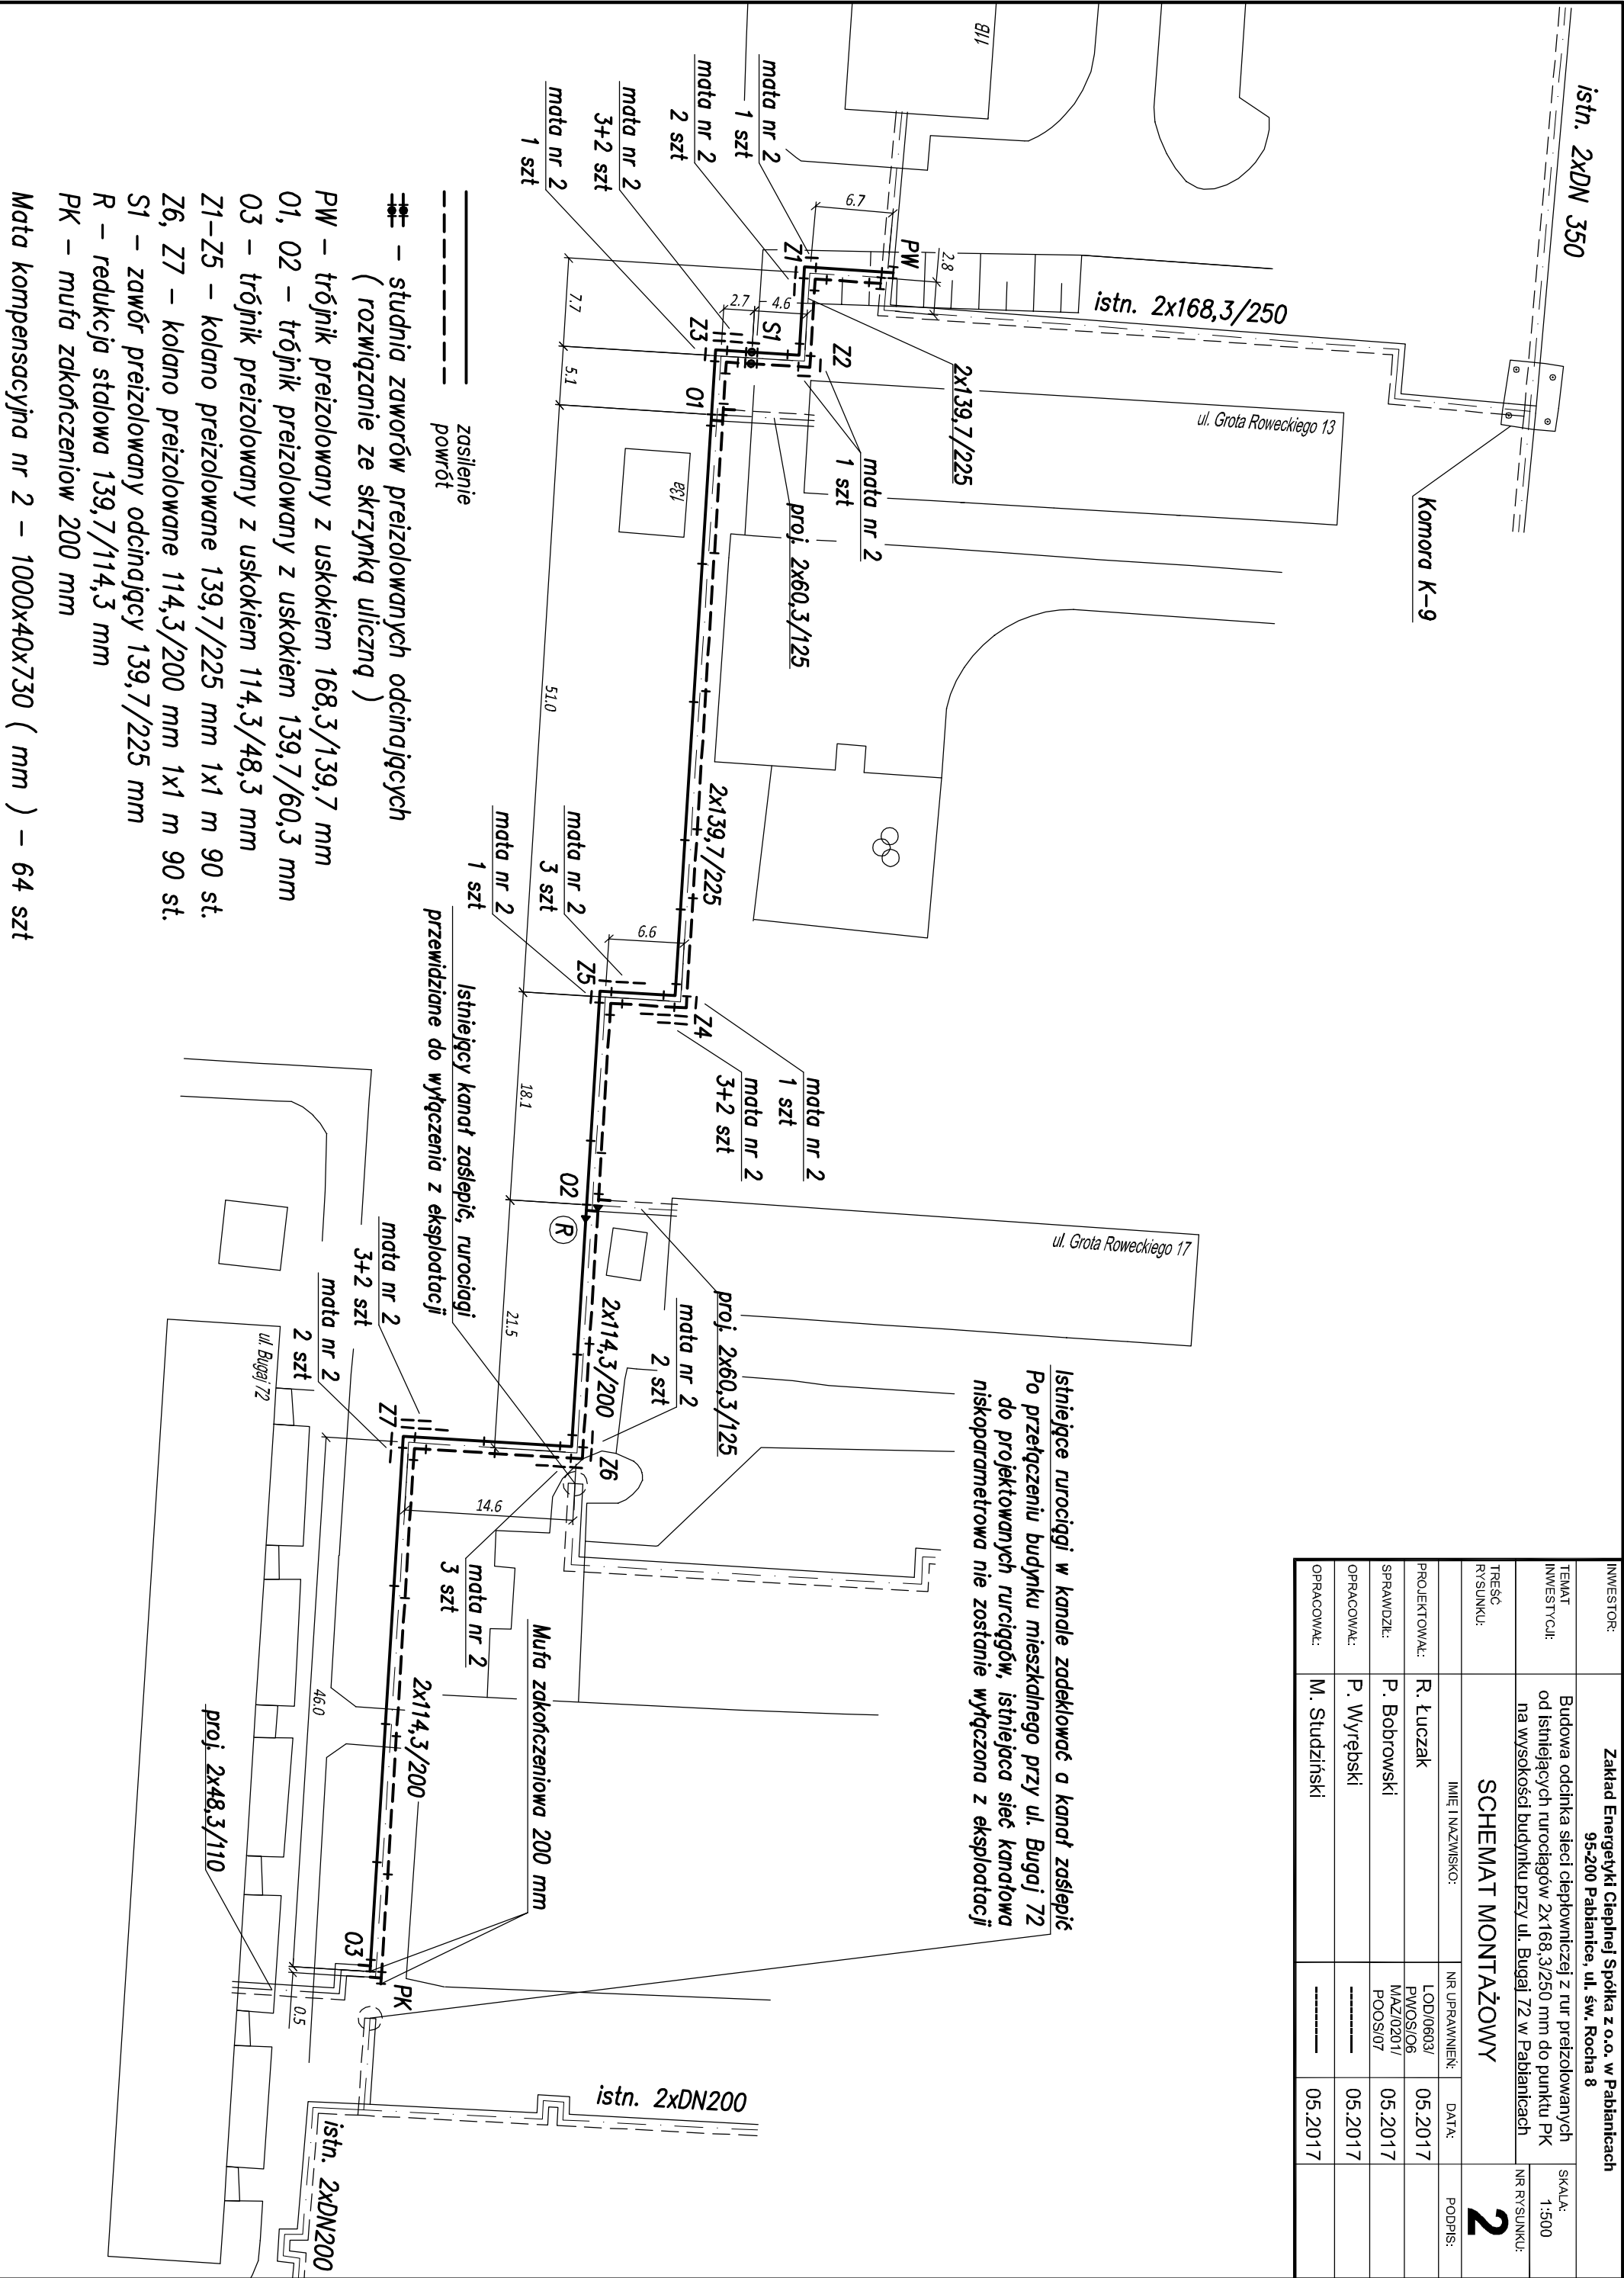 INWESTOR:
Zakład Energetyki Cieplnej Spółka z o.o. w Pabianicach
95-200 Pabianice, ul. św. Rocha 8
TEMAT
INWESTYCJI:
Budowa odcinka sieci ciepłowniczej z rur preizolowanych
od istniejących rurociągów 2x168,3/250 mm do punktu PK
na wysokości budynku przy ul. Bugaj 72 w Pabianicach
SKALA:
1:500
TREŚĆ
RYSUNKU:
SCHEMAT MONTAŻOWY
NR RYSUNKU:
2
IMIĘ I NAZWISKO:
NR UPRAWNIEŃ:
DATA:
PODPIS:
PROJEKTOWAŁ:
R. Łuczak
LOD/0603/
PWOS/O6
05.2017
SPRAWDZIŁ:
P. Bobrowski
MAZ/0201/
POOS/07
05.2017
OPRACOWAŁ:
P. Wyrębski
---------
05.2017
OPRACOWAŁ:
M. Studziński
---------
05.2017
istn. 2xDN 350
Komora K-9
istn. 2x168,3/250
11B
ul. Grota Roweckiego 13
13a
PW
2.8
6.7
mata nr 2
1 szt
mata nr 2
2 szt
mata nr 2
3+2 szt
mata nr 2
1 szt
Z1
2.7
4.6
S1
Z2
Z3
O1
7.7
5.1
2x139,7/225
mata nr 2
1 szt
proj. 2x60,3/125
51.0
2x139,7/225
mata nr 2
3 szt
mata nr 2
1 szt
6.6
Z5
Z4
mata nr 2
1 szt
mata nr 2
3+2 szt
18.1
O2
R
ul. Grota Roweckiego 17
proj. 2x60,3/125
21.5
2x114,3/200
mata nr 2
2 szt
Z6
Istniejący kanał zaślepić, rurociągi
przewidziane do wyłączenia z eksploatacji
Istniejące rurociągi w kanale zadeklować a kanał zaślepić
Po przełączeniu budynku mieszkalnego przy ul. Bugaj 72
do projektowanych rurciągów, istniejaca sieć kanałowa
niskoparametrowa nie zostanie wyłączona z eksploatacji
mata nr 2
3+2 szt
mata nr 2
2 szt
Z7
14.6
mata nr 2
3 szt
ul. Bugaj 72
46.0
2x114,3/200
Mufa zakończeniowa 200 mm
proj. 2x48,3/110
O3
PK
0.5
istn. 2xDN200
istn. 2xDN200
zasilenie
powrót
- studnia zaworów preizolowanych odcinających
( rozwiązanie ze skrzynką uliczną )
PW - trójnik preizolowany z uskokiem 168,3/139,7 mm
O1, O2 - trójnik preizolowany z uskokiem 139,7/60,3 mm
O3 - trójnik preizolowany z uskokiem 114,3/48,3 mm
Z1-Z5 - kolano preizolowane 139,7/225 mm 1x1 m 90 st.
Z6, Z7 - kolano preizolowane 114,3/200 mm 1x1 m 90 st.
S1 - zawór preizolowany odcinający 139,7/225 mm
R - redukcja stalowa 139,7/114,3 mm
PK - mufa zakończeniow 200 mm
Mata kompensacyjna nr 2 - 1000x40x730 ( mm ) - 64 szt